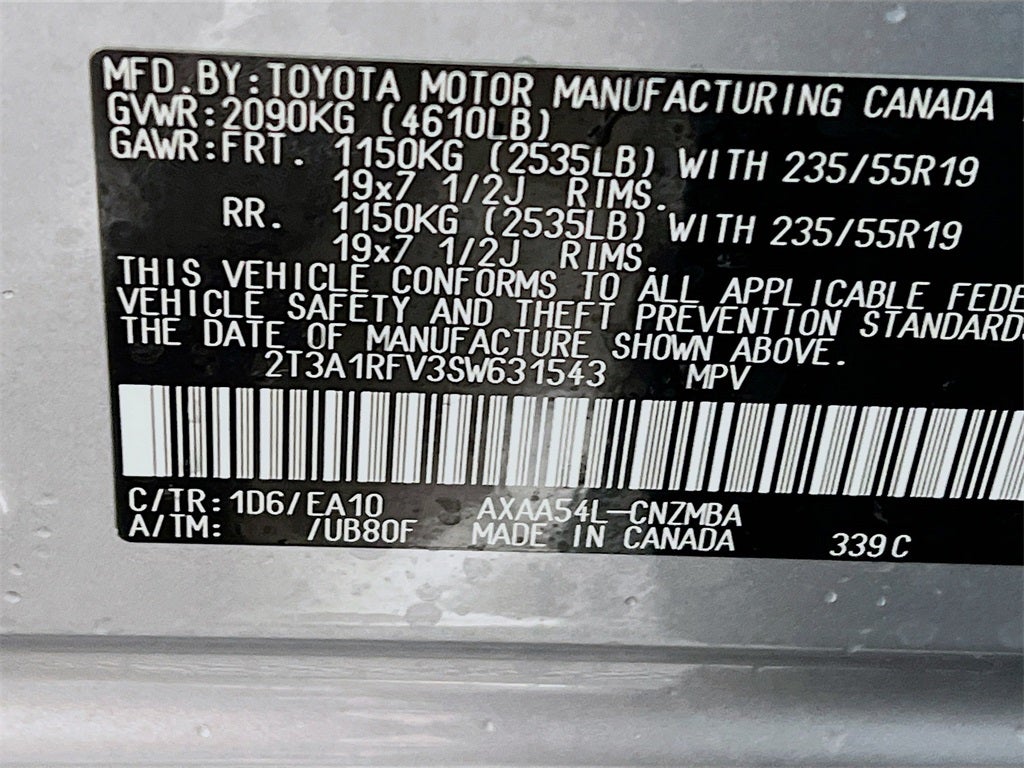 MFD.BY:TOYOTA MOTOR MANUFACTURING CANADA
GVWR:2090KG (4610LB)
GAWR:FRT. 1150KG (2535LB) WITH 235/55R19
19x7 1/2J RIMS.
RR. 1150KG (2535LB) WITH 235/55R19
19x7 1/2J RIMS.
THIS VEHICLE CONFORMS TO ALL APPLICABLE FEDE
VEHICLE SAFETY AND THEFT PREVENTION STANDARD
THE DATE OF MANUFACTURE SHOWN ABOVE.
2T3A1RFV3SW631543 MPV
C/TR:1D6/EA10 AXAA54L-CNZMBA
A/TM: /UB80F MADE IN CANADA 339C